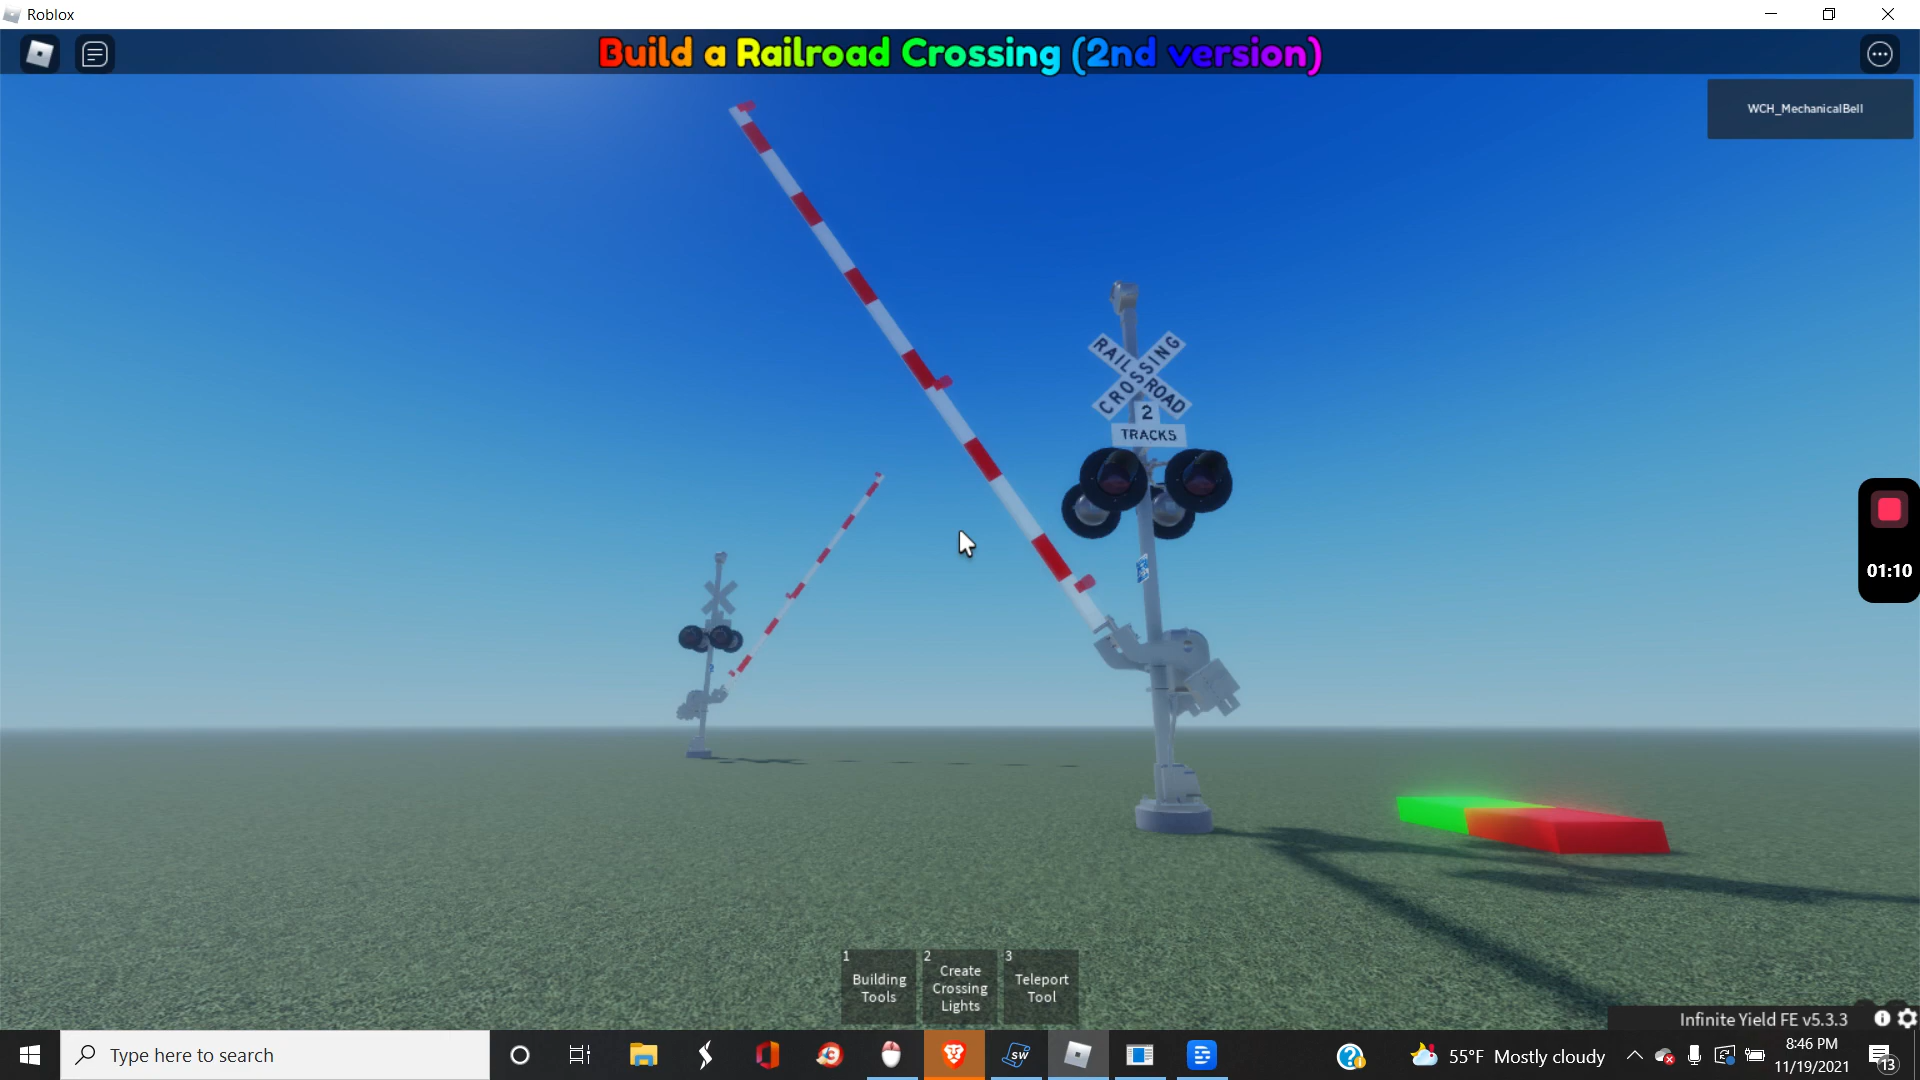 Roblox
Build a Railroad Crossing (2nd version)
WCH_MechanicalBell
RAILROAD
CROSSING
2
TRACKS
01:10
1
Building
Tools
2
Create
Crossing
Lights
3
Teleport
Tool
Infinite Yield FE v5.3.3
Type here to search
SW
55°F Mostly cloudy
8:46 PM
11/19/2021
13